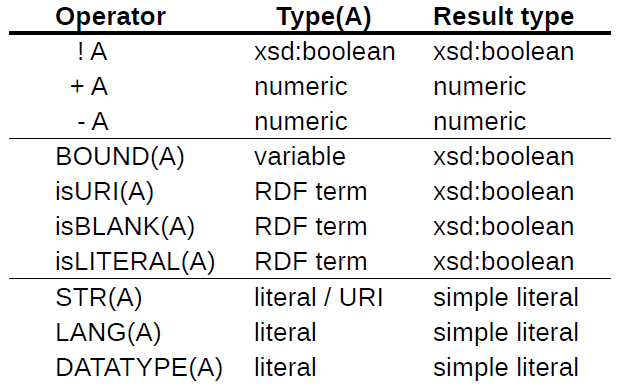 Operator Type(A) Result type
! A xsd:boolean xsd:boolean
+ A numeric numeric
- A numeric numeric
BOUND(A) variable xsd:boolean
isURI(A) RDF term xsd:boolean
isBLANK(A) RDF term xsd:boolean
isLITERAL(A) RDF term xsd:boolean
STR(A) literal / URI simple literal
LANG(A) literal simple literal
DATATYPE(A) literal simple literal